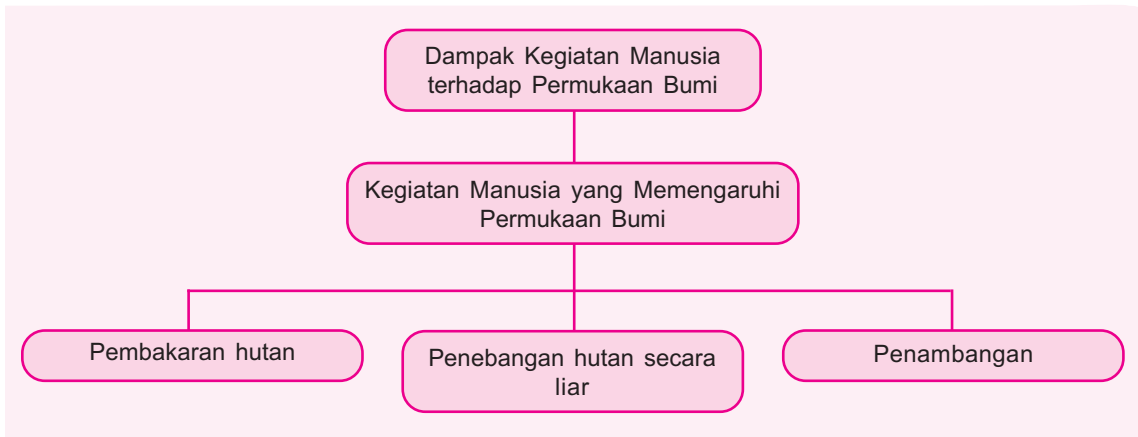 Dampak Kegiatan Manusia
terhadap Permukaan Bumi
Kegiatan Manusia yang Memengaruhi
Permukaan Bumi
Pembakaran hutan
Penebangan hutan secara
liar
Penambangan